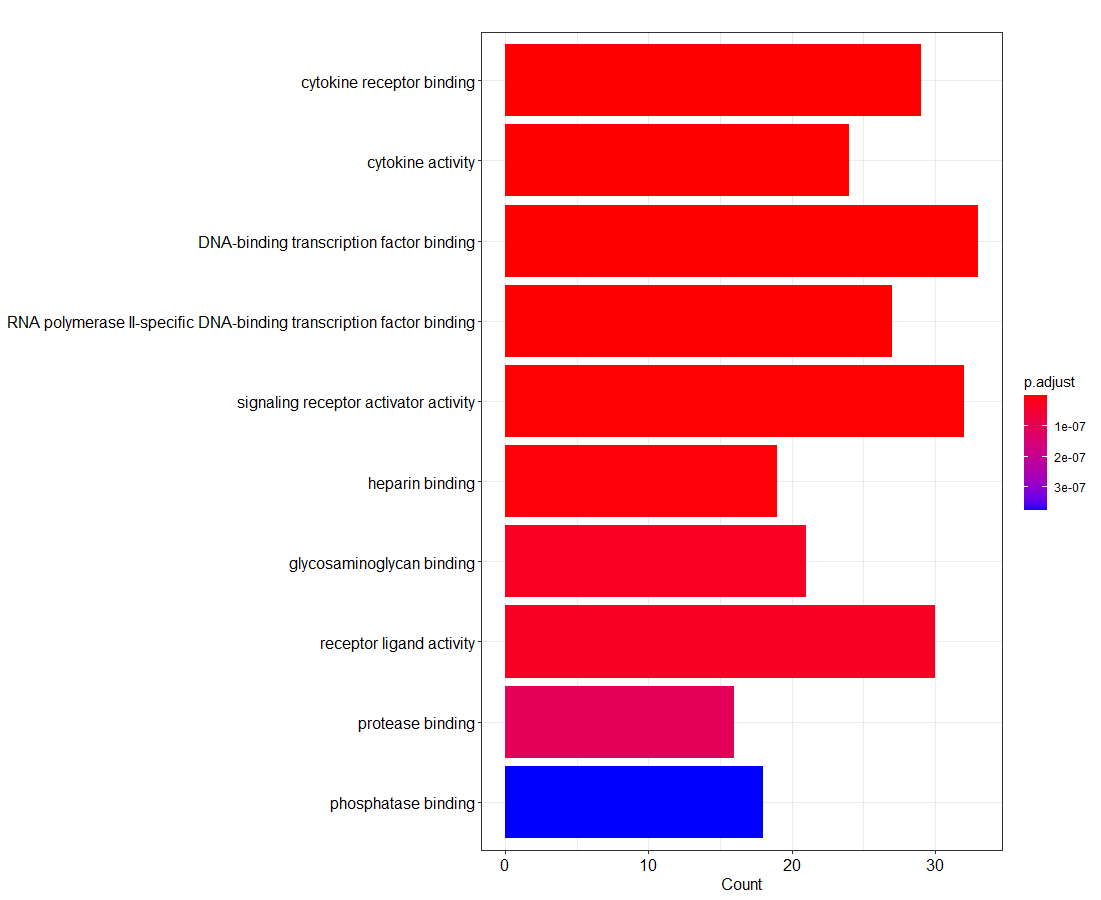 cytokine receptor binding
cytokine activity
DNA-binding transcription factor binding
RNA polymerase II-specific DNA-binding transcription factor binding
signaling receptor activator activity
heparin binding
glycosaminoglycan binding
receptor ligand activity
protease binding
phosphatase binding
0 10 20 30
Count
p.adjust
1e-07
2e-07
3e-07